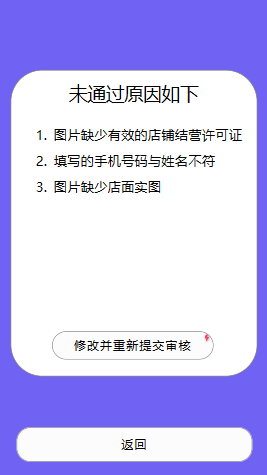 未通过原因如下
1. 图片缺少有效的店铺结营许可证
2. 填写的手机号码与姓名不符
3. 图片缺少店面实图
修改并重新提交审核
返回